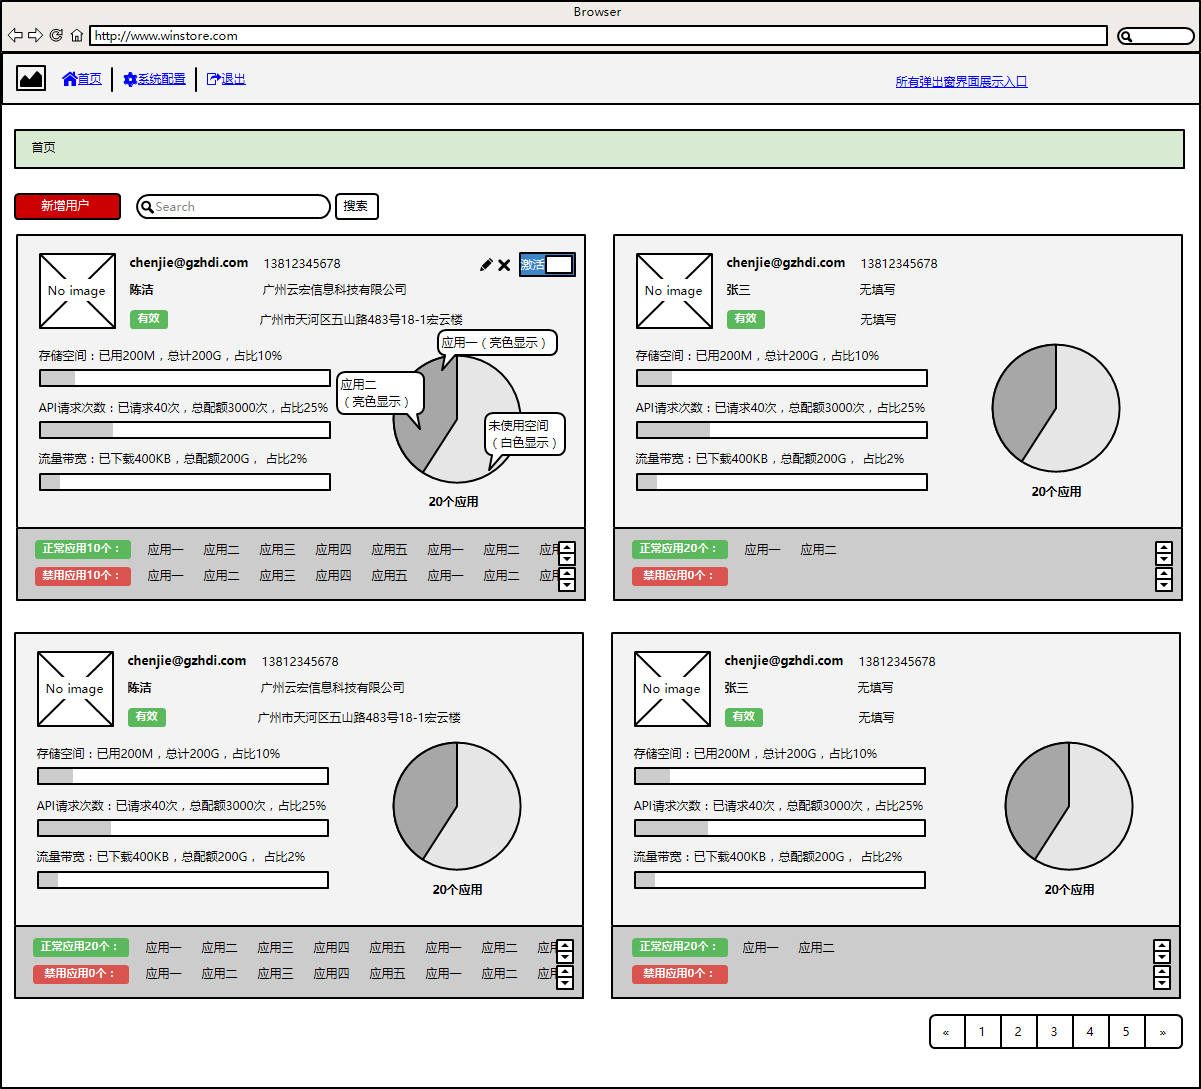 Browser
http://www.winstore.com
首页 系统配置 退出 所有弹出窗界面展示入口
首页
新增用户 Search 搜索
No image
chenjie@gzhdi.com 13812345678
激活
陈洁 广州云宏信息科技有限公司
有效 广州市天河区五山路483号18-1宏云楼
存储空间：已用200M，总计200G，占比10%
API请求次数：已请求40次，总配额3000次，占比25%
流量带宽：已下载400KB，总配额200G， 占比2%
应用一（亮色显示）
应用二
（亮色显示）
未使用空间
（白色显示）
20个应用
正常应用10个： 应用一 应用二 应用三 应用四 应用五 应用一 应用二 应用
禁用应用10个： 应用一 应用二 应用三 应用四 应用五 应用一 应用二 应用
No image
chenjie@gzhdi.com 13812345678
张三 无填写
有效 无填写
存储空间：已用200M，总计200G，占比10%
API请求次数：已请求40次，总配额3000次，占比25%
流量带宽：已下载400KB，总配额200G， 占比2%
20个应用
正常应用20个： 应用一 应用二
禁用应用0个：
No image
chenjie@gzhdi.com 13812345678
陈洁 广州云宏信息科技有限公司
有效 广州市天河区五山路483号18-1宏云楼
存储空间：已用200M，总计200G，占比10%
API请求次数：已请求40次，总配额3000次，占比25%
流量带宽：已下载400KB，总配额200G， 占比2%
20个应用
正常应用20个： 应用一 应用二 应用三 应用四 应用五 应用一 应用二 应用
禁用应用0个： 应用一 应用二 应用三 应用四 应用五 应用一 应用二 应用
No image
chenjie@gzhdi.com 13812345678
张三 无填写
有效 无填写
存储空间：已用200M，总计200G，占比10%
API请求次数：已请求40次，总配额3000次，占比25%
流量带宽：已下载400KB，总配额200G， 占比2%
20个应用
正常应用20个： 应用一 应用二
禁用应用0个：
« 1 2 3 4 5 »